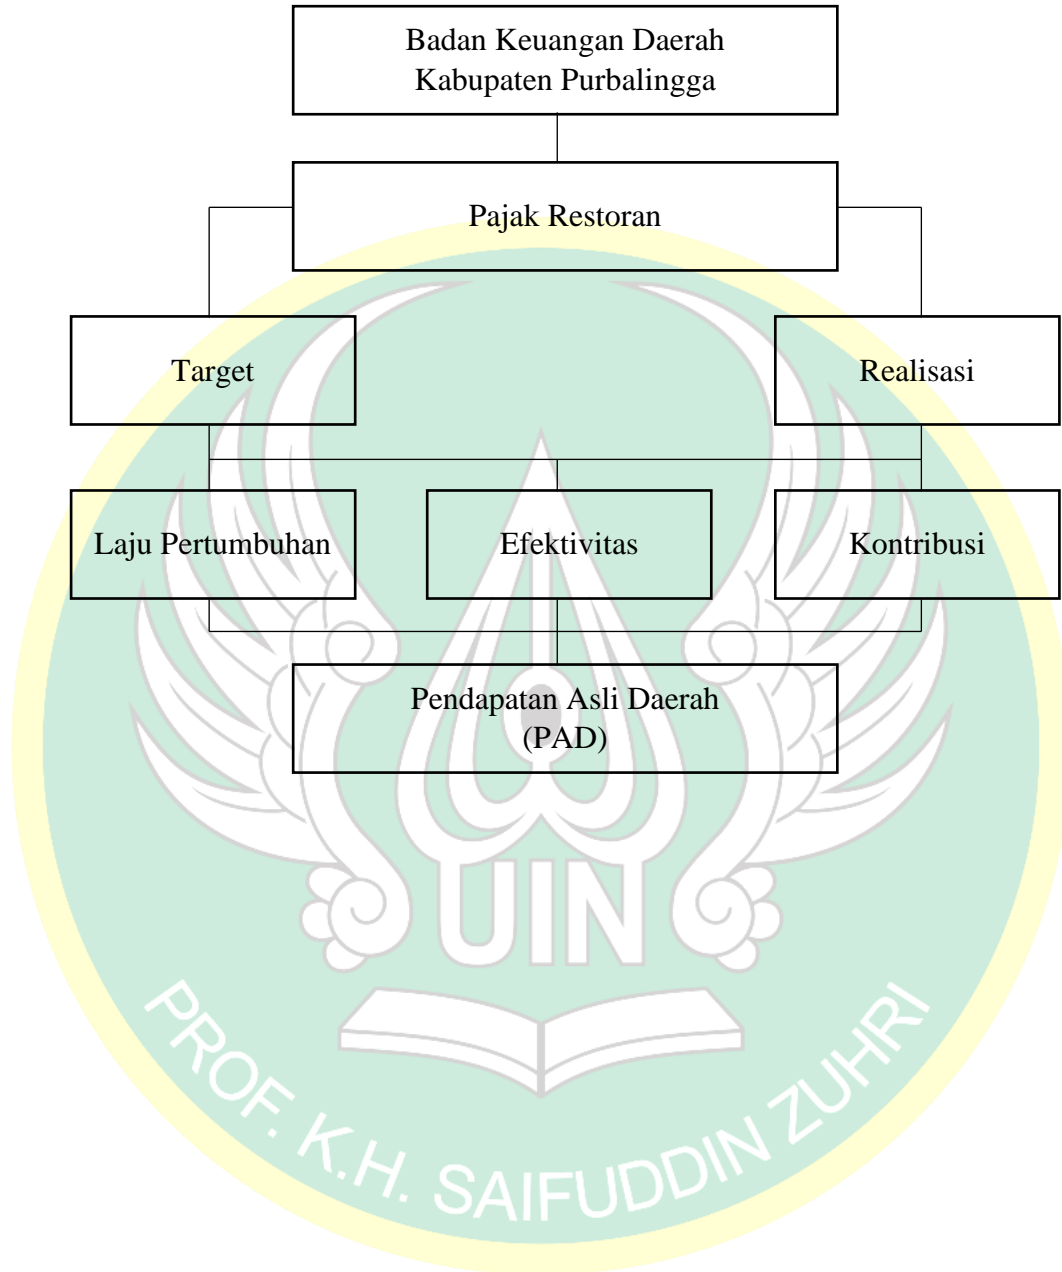 Badan Keuangan Daerah
Kabupaten Purbalingga
Pajak Restoran
Target
Realisasi
Laju Pertumbuhan
Efektivitas
Kontribusi
Pendapatan Asli Daerah
(PAD)
UIN
PROF. K.H. SAIFUDDIN ZUHRI